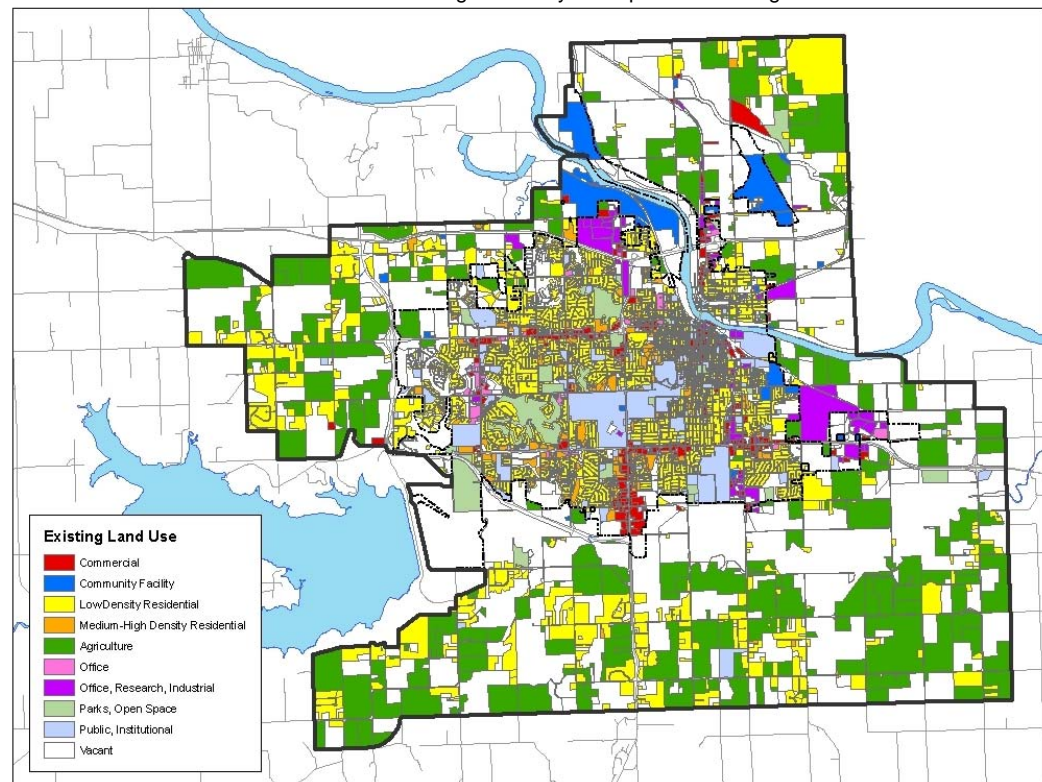 Existing Land Use
Commercial
Community Facility
LowDensity Residential
Medium-High Density Residential
Agriculture
Office
Office, Research, Industrial
Parks, Open Space
Public, Institutional
Vacant